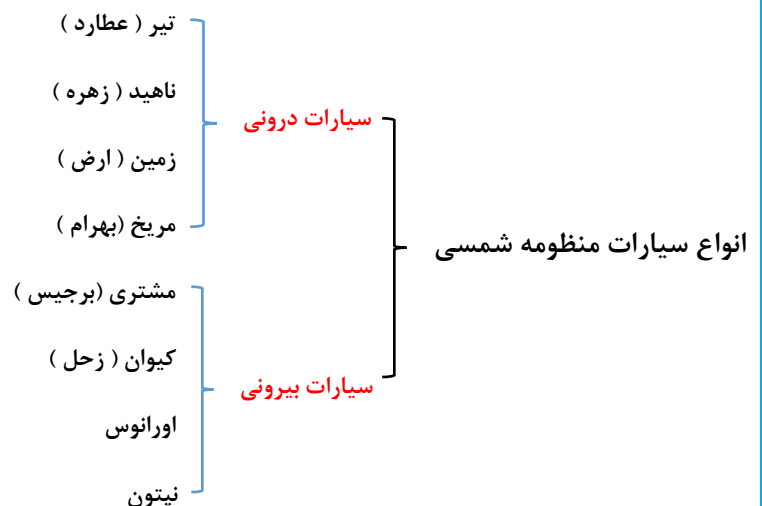 انواع سیارات منظومه شمسی
سیارات درونی
تیر ( عطارد )
ناهید ( زهره )
زمین ( ارض )
مریخ (بهرام )
سیارات بیرونی
مشتری (برجیس )
کیوان ( زحل )
اورانوس
نپتون